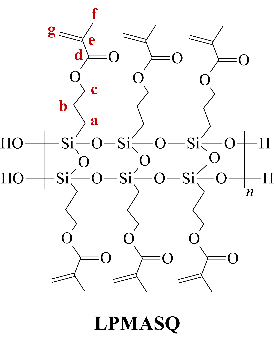 f
g
e
d O O O
O O O
c
b
a
HO Si O Si O Si O H
O O O
HO Si O Si O Si O H
n
O O O
O O O
LPMASQ